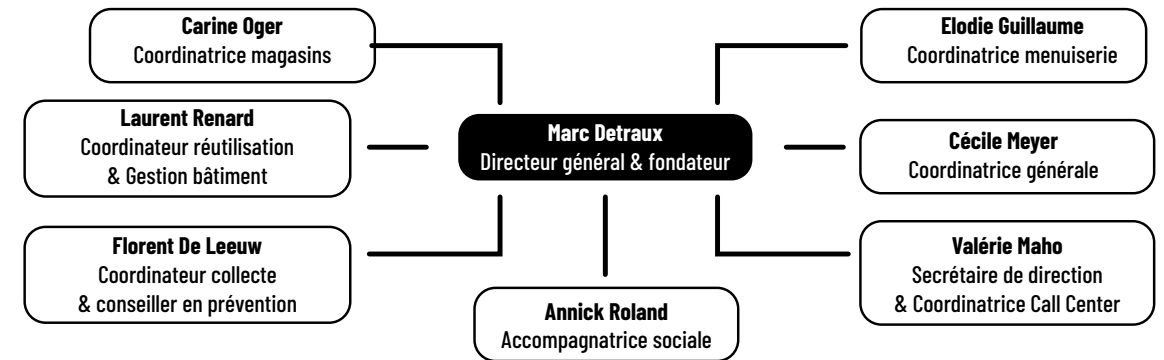 Carine Oger
Coordinatrice magasins
Elodie Guillaume
Coordinatrice menuiserie
Laurent Renard
Coordinateur réutilisation
& Gestion bâtiment
Marc Detraux
Directeur général & fondateur
Cécile Meyer
Coordinatrice générale
Florent De Leeuw
Coordinateur collecte
& conseiller en prévention
Valérie Maho
Secrétaire de direction
& Coordinatrice Call Center
Annick Roland
Accompagnatrice sociale